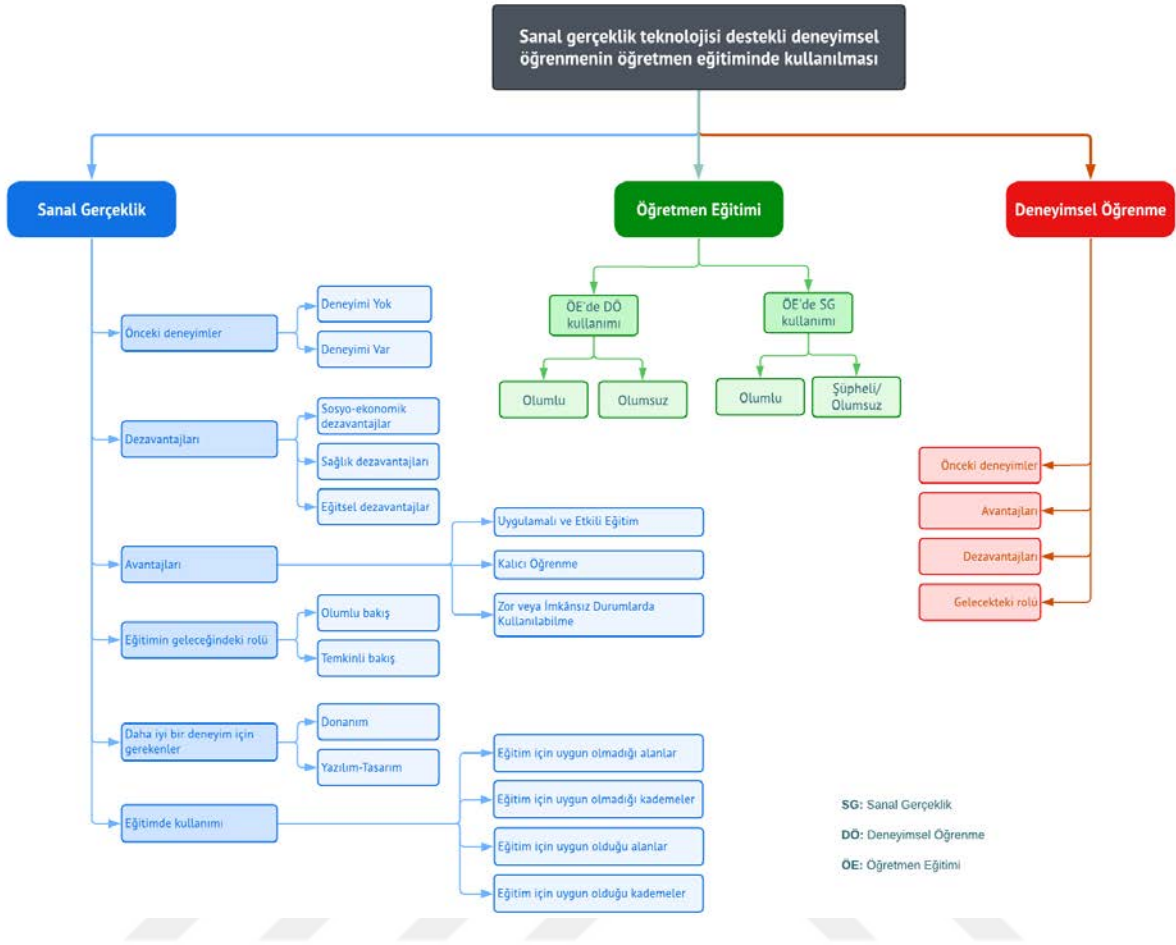 Sanal gerçeklik teknolojisi destekli deneyimsel
öğrenmenin öğretmen eğitiminde kullanılması
Sanal Gerçeklik
Önceki deneyimler
Deneyimi Yok
Deneyimi Var
Dezavantajları
Sosyo-ekonomik
dezavantajlar
Sağlık dezavantajları
Eğitsel dezavantajlar
Avantajları
Uygulamalı ve Etkili Eğitim
Kalıcı Öğrenme
Zor veya İmkânsız Durumlarda
Kullanılabilme
Eğitimin geleceğindeki rolü
Olumlu bakış
Temkinli bakış
Daha iyi bir deneyim için
gerekenler
Donanım
Yazılım-Tasarım
Eğitimde kullanımı
Eğitim için uygun olmadığı alanlar
Eğitim için uygun olmadığı kademeler
Eğitim için uygun olduğu alanlar
Eğitim için uygun olduğu kademeler
Öğretmen Eğitimi
ÖE'de DÖ
kullanımı
Olumlu
Olumsuz
ÖE'de SG
kullanımı
Olumlu
Şüpheli/
Olumsuz
Deneyimsel Öğrenme
Önceki deneyimler
Avantajları
Dezavantajları
Gelecekteki rolü
SG: Sanal Gerçeklik
DÖ: Deneyimsel Öğrenme
ÖE: Öğretmen Eğitimi